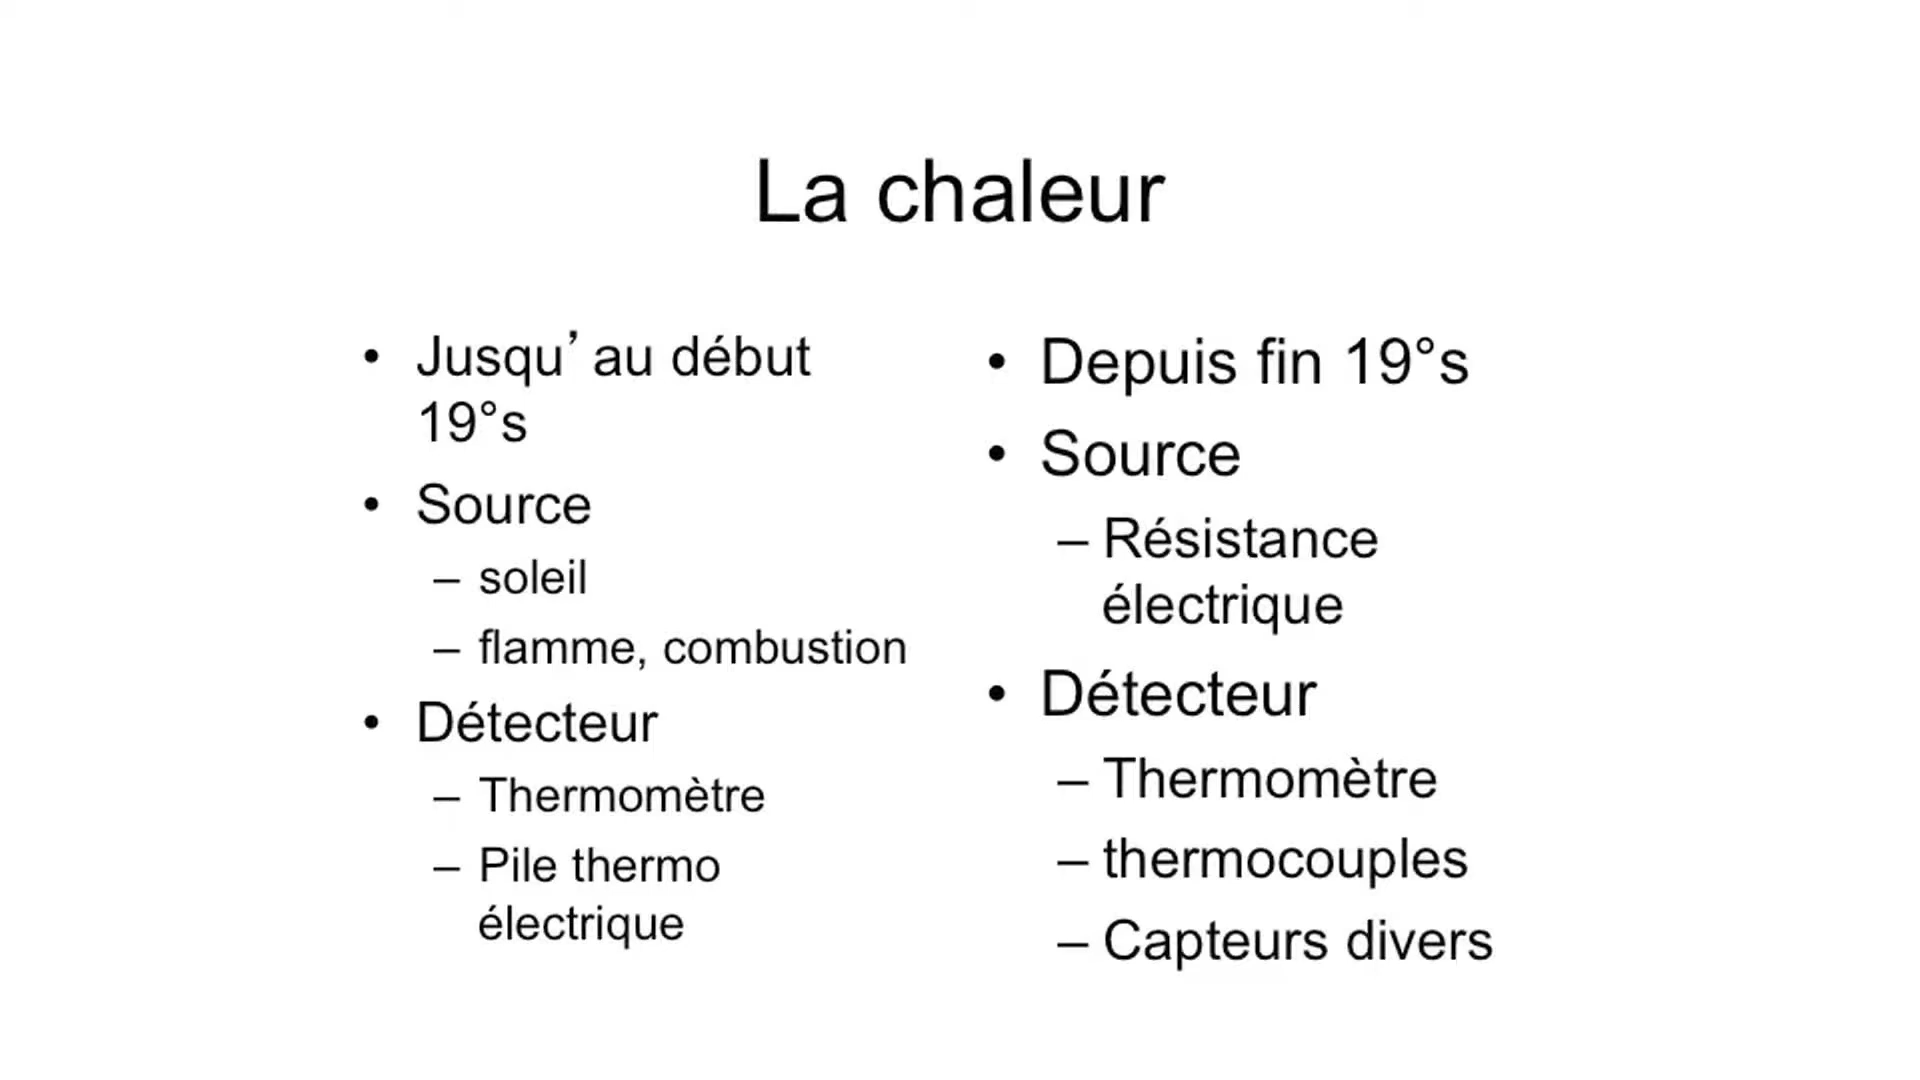 La chaleur
• Jusqu’au début
19°s
• Source
– soleil
– flamme, combustion
• Détecteur
– Thermomètre
– Pile thermo
électrique
• Depuis fin 19°s
• Source
– Résistance
électrique
• Détecteur
– Thermomètre
– thermocouples
– Capteurs divers